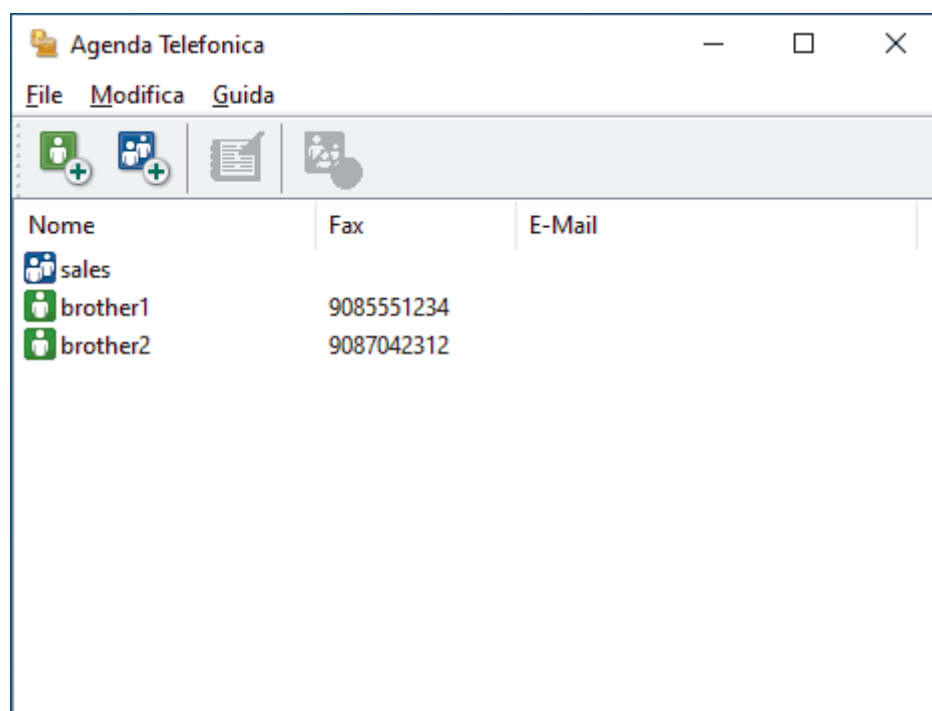 Agenda Telefonica
File Modifica Guida
Nome Fax E-Mail
sales
brother1 9085551234
brother2 9087042312